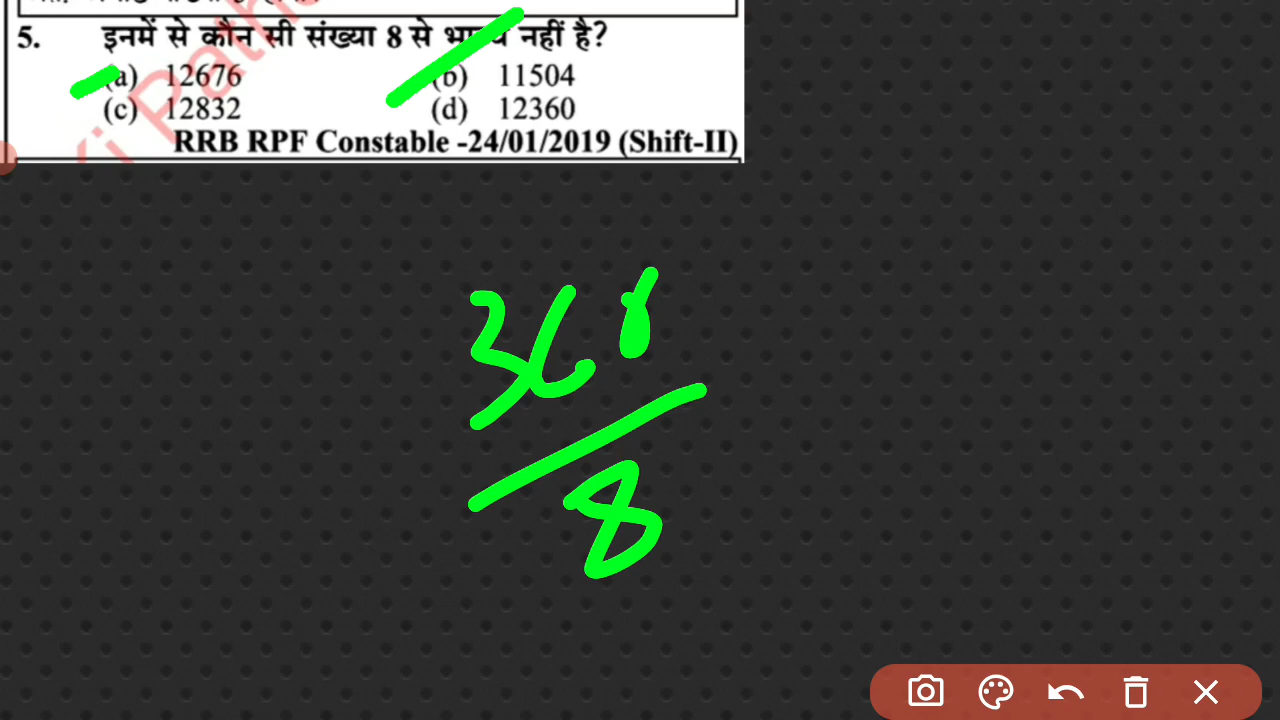 5. इनमें से कौन सी संख्या 8 से भाज्य नहीं है?
(a) 12676 (b) 11504
(c) 12832 (d) 12360
RRB RPF Constable -24/01/2019 (Shift-II)
360
8